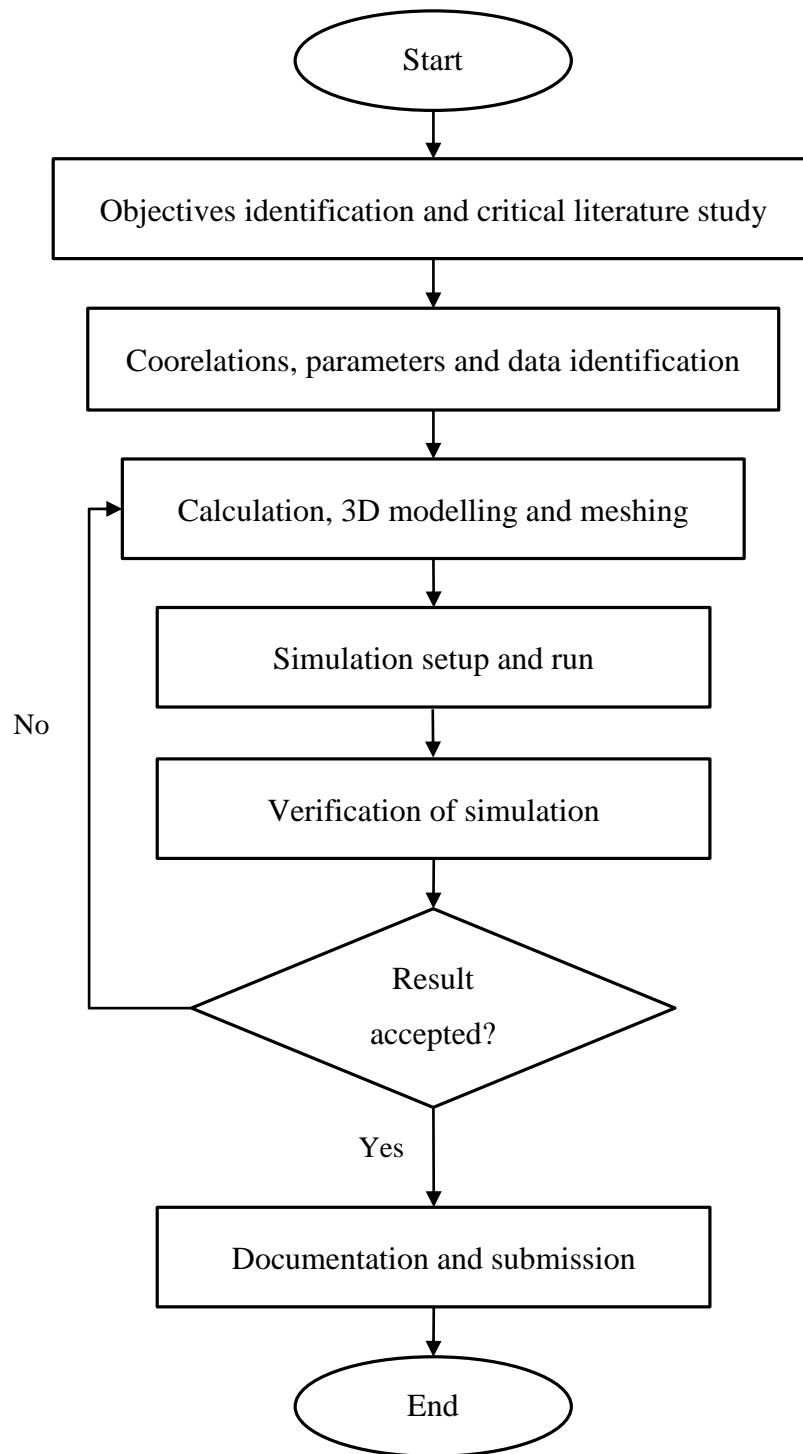 Start
Objectives identification and critical literature study
Coorelations, parameters and data identification
Calculation, 3D modelling and meshing
Simulation setup and run
No
Verification of simulation
Result
accepted?
Yes
Documentation and submission
End